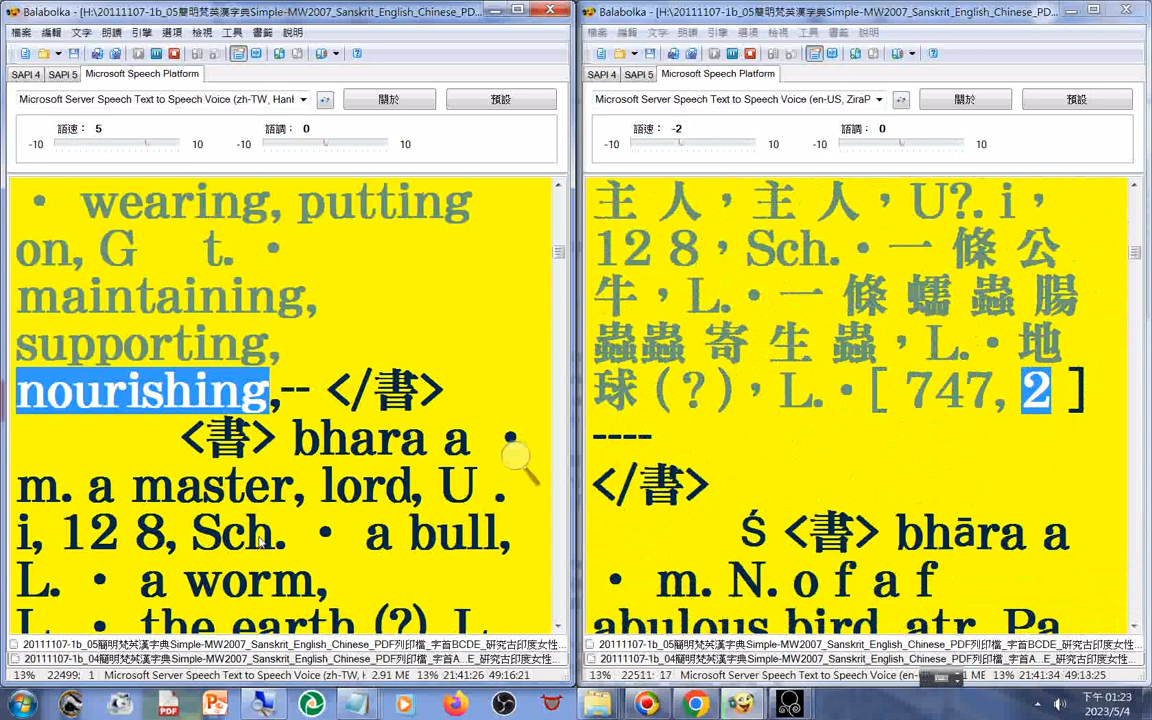 Balabolka - [H:\20111107-1b_05簡明梵英漢字典Simple-MW2007_Sanskrit_English_Chinese_PD...
檔案 編輯 文字 朗讀 引擎 選項 檢視 工具 書籤 說明
SAPI 4 SAPI 5 Microsoft Speech Platform
Microsoft Server Speech Text to Speech Voice (zh-TW, Hanl
關於 預設
語速： 5 語調： 0
-10 10 -10 10
• wearing, putting
on, G t. •
maintaining,
supporting,
nourishing,-- </書>
<書> bhara a •
m. a master, lord, U .
i, 12 8, Sch. • a bull,
L. • a worm,
L. • the earth (?), L
20111107-1b_05簡明梵英漢字典Simple-MW2007_Sanskrit_English_Chinese_PDF列印檔_字首BCDE_研究古印度女性...
20111107-1b_04簡明梵英漢字典Simple-MW2007_Sanskrit_English_Chinese_PDF列印檔_字首A...E_研究古印度女性...
13% 22499: 1 Microsoft Server Speech Text to Speech Voice (zh-TW, 2.91 ME 13% 21:41:26 49:16:21
Balabolka - [H:\20111107-1b_05簡明梵英漢字典Simple-MW2007_Sanskrit_English_Chinese_PD...
檔案 編輯 文字 朗讀 引擎 選項 檢視 工具 書籤 說明
SAPI 4 SAPI 5 Microsoft Speech Platform
Microsoft Server Speech Text to Speech Voice (en-US, ZiraP
關於 預設
語速： -2 語調： 0
-10 10 -10 10
主 人，主 人，U?. i，
12 8，Sch.•一 條 公
牛，L.•一 條 蠕 蟲 腸
蟲蟲 寄 生 蟲，L.•地
球 (？)，L.•[ 747, 2 ]
----
</書>
Ś <書> bhāra a
• m. N. o f a f
abulous bird, atr. Pa
20111107-1b_05簡明梵英漢字典Simple-MW2007_Sanskrit_English_Chinese_PDF列印檔_字首BCDE_研究古印度女性...
20111107-1b_04簡明梵英漢字典Simple-MW2007_Sanskrit_English_Chinese_PDF列印檔_字首A...E_研究古印度女性...
13% 22511: 17 Microsoft Server Speech Text to ME 13% 21:41:34 49:13:25
PDF
下午 01:23
2023/5/4